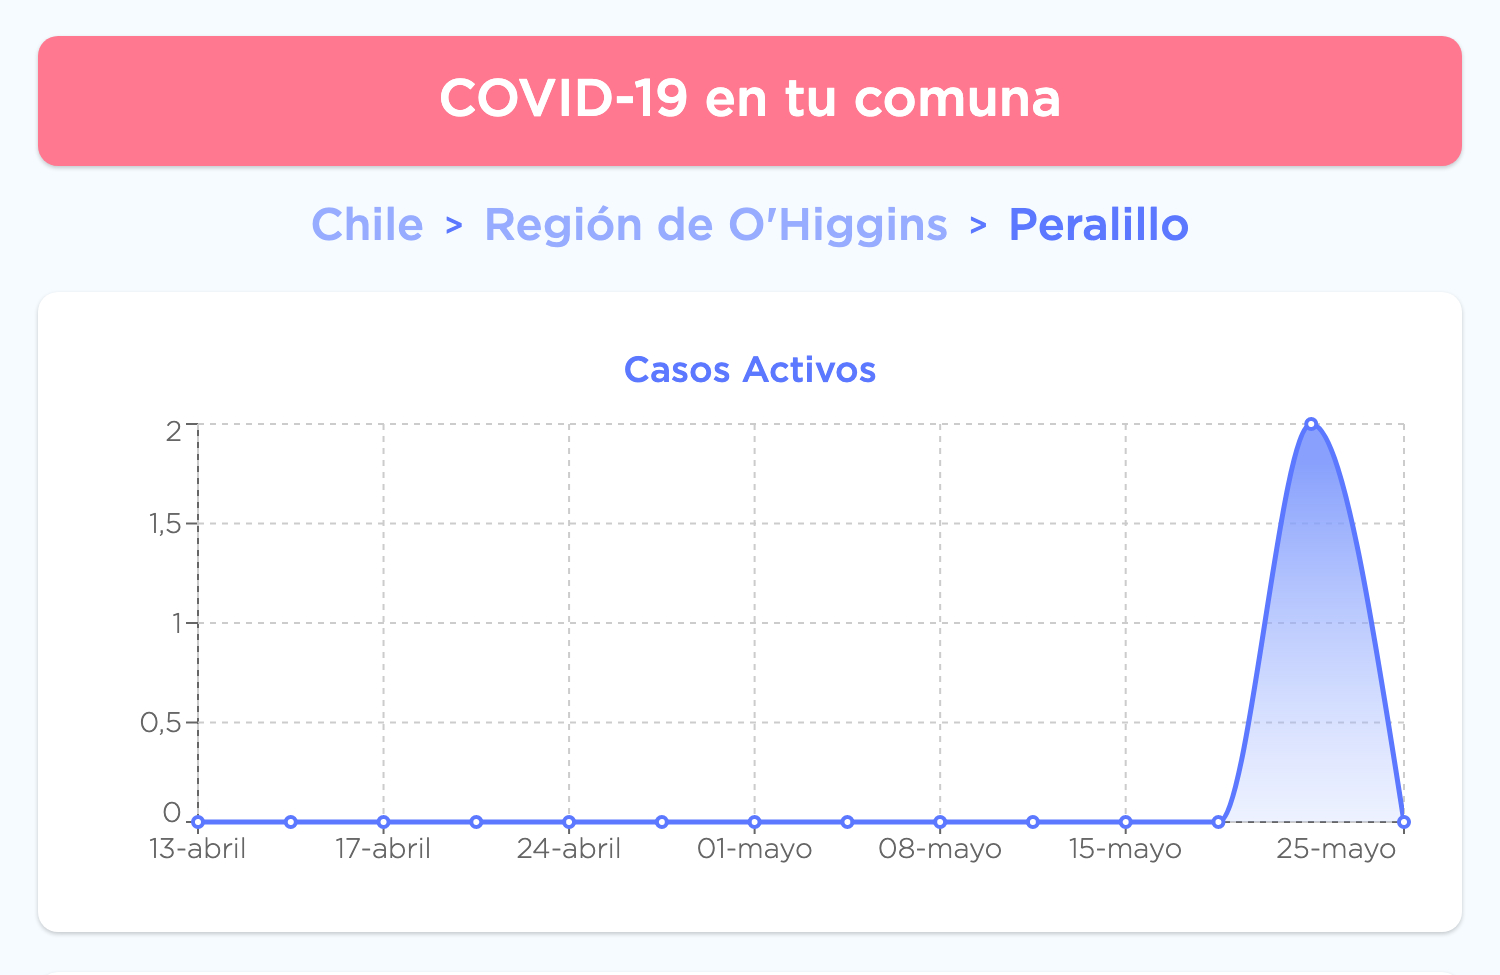 COVID-19 en tu comuna
Chile > Región de O'Higgins > Peralillo
Casos Activos
2
1,5
1
0,5
0
13-abril 17-abril 24-abril 01-mayo 08-mayo 15-mayo 25-mayo